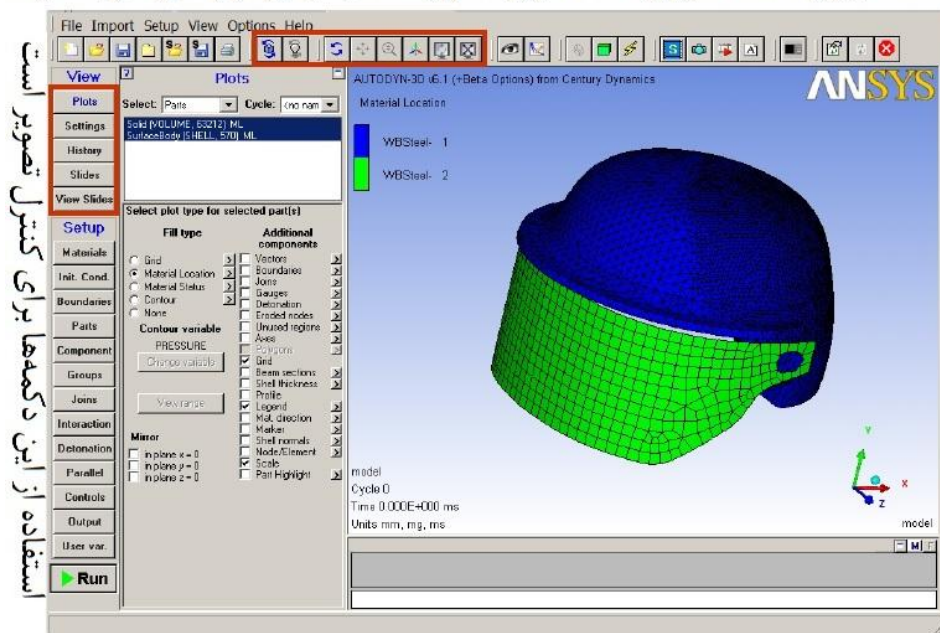 استفاده از این دکمه‌ها برای کنترل تصویر است
File Import Setup View Options Help
View
Plots
Settings
History
Slides
View Slides
Setup
Materials
Init. Cond.
Boundaries
Parts
Component
Groups
Joins
Interaction
Detonation
Parallel
Controls
Output
User var.
Run
Plots
Select: Parts Cycle: (no nam
Solid (VOLUME, 63212) ML
SurfaceBody (SHELL, 570) ML
Select plot type for selected part(s)
Fill type
Grid
Material Location
Material Status
Contour
None
Contour variable
PRESSURE
Change variable
View range
Mirror
in plane x = 0
in plane y = 0
in plane z = 0
Additional components
Vectors
Boundaries
Joins
Gauges
Detonation
Eroded nodes
Unused regions
Axes
Polygons
Grid
Beam sections
Shell thickness
Profile
Legend
Mat. direction
Marker
Shell normals
Node/Element
Scale
Part Highlight
AUTODYN-3D v6.1 (+Beta Options) from Century Dynamics
Material Location
WBSteel- 1
WBSteel- 2
ANSYS
Y
X
Z
model
Cycle 0
Time 0.000E+000 ms
Units mm, mg, ms
model
M